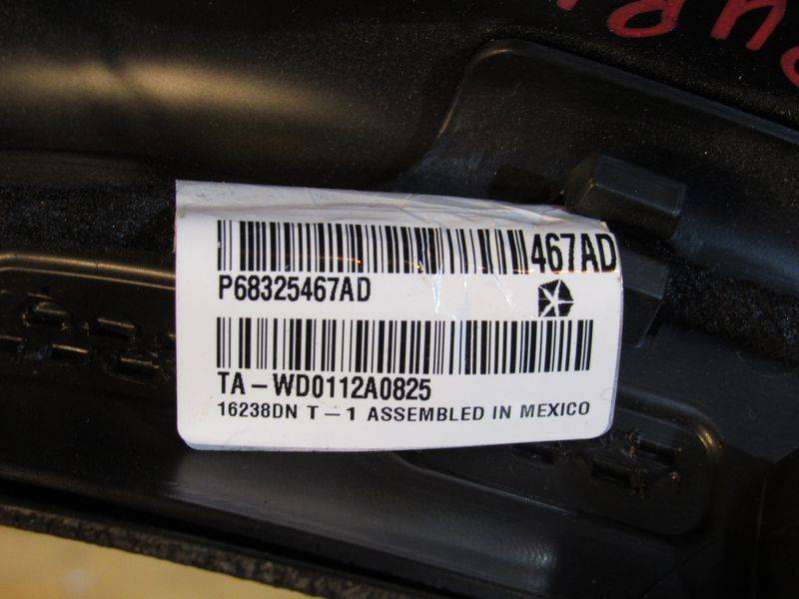 467AD
P68325467AD
TA-WD0112A0825
16238DN T-1 ASSEMBLED IN MEXICO